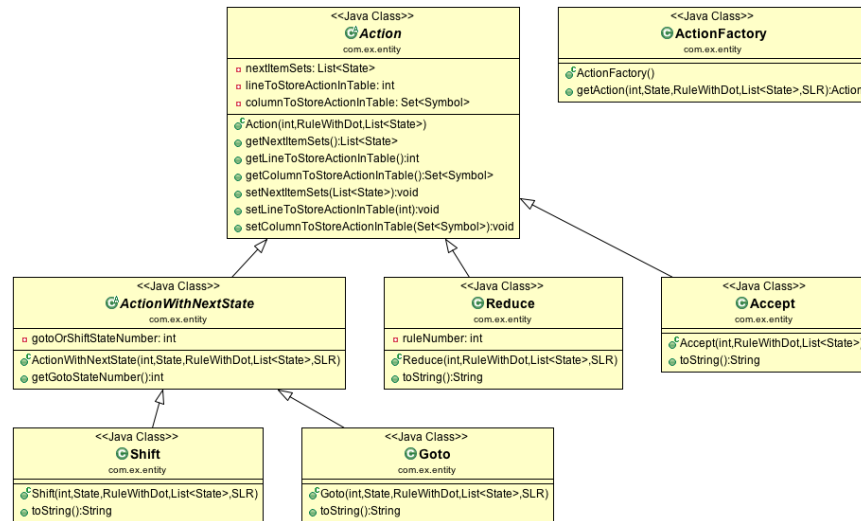 <<Java Class>>
Action
com.ex.entity
nextItemSets: List<State>
lineToStoreActionInTable: int
columnToStoreActionInTable: Set<Symbol>
Action(int,RuleWithDot,List<State>)
getNextItemSets():List<State>
getLineToStoreActionInTable():int
getColumnToStoreActionInTable():Set<Symbol>
setNextItemSets(List<State>):void
setLineToStoreActionInTable(int):void
setColumnToStoreActionInTable(Set<Symbol>):void
<<Java Class>>
ActionFactory
com.ex.entity
ActionFactory()
getAction(int,State,RuleWithDot,List<State>,SLR):Action
<<Java Class>>
ActionWithNextState
com.ex.entity
gotoOrShiftStateNumber: int
ActionWithNextState(int,State,RuleWithDot,List<State>,SLR)
getGotoStateNumber():int
<<Java Class>>
Reduce
com.ex.entity
ruleNumber: int
Reduce(int,RuleWithDot,List<State>,SLR)
toString():String
<<Java Class>>
Accept
com.ex.entity
Accept(int,RuleWithDot,List<State>)
toString():String
<<Java Class>>
Shift
com.ex.entity
Shift(int,State,RuleWithDot,List<State>,SLR)
toString():String
<<Java Class>>
Goto
com.ex.entity
Goto(int,State,RuleWithDot,List<State>,SLR)
toString():String